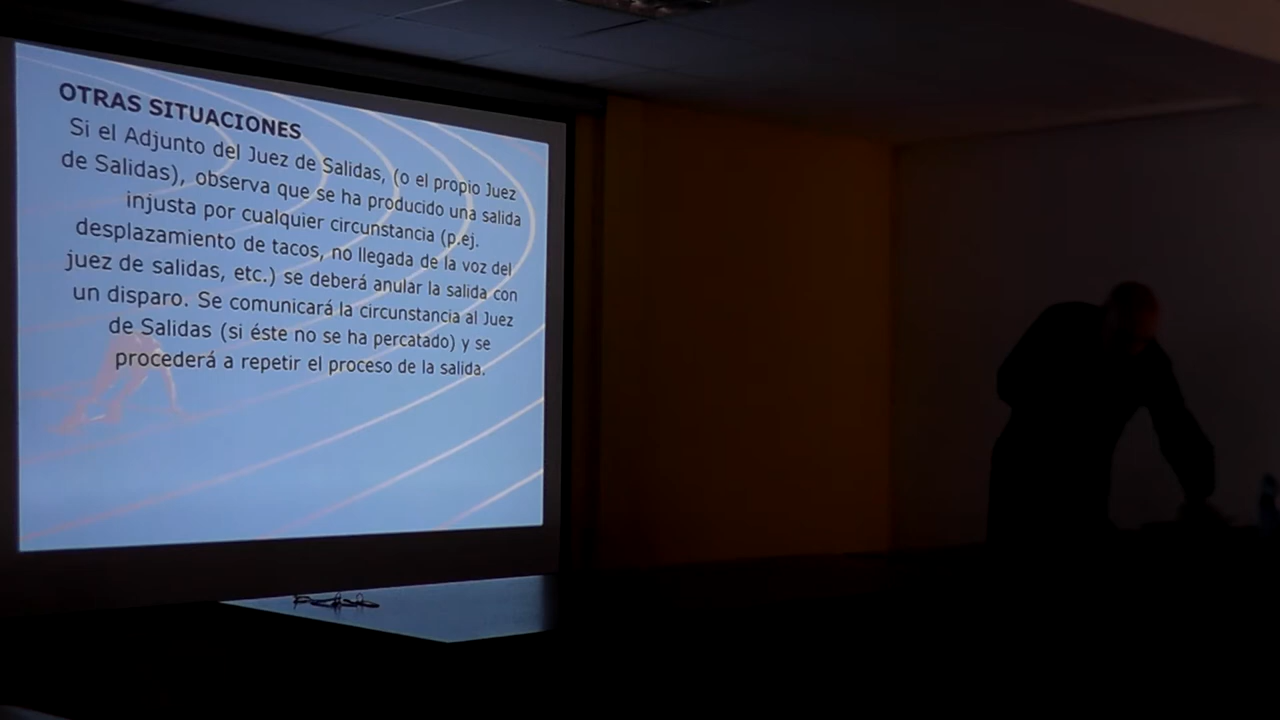 OTRAS SITUACIONES
Si el Adjunto del Juez de Salidas, (o el propio Juez
de Salidas), observa que se ha producido una salida
injusta por cualquier circunstancia (p.ej.
desplazamiento de tacos, no llegada de la voz del
juez de salidas, etc.) se deberá anular la salida con
un disparo. Se comunicará la circunstancia al Juez
de Salidas (si éste no se ha percatado) y se
procederá a repetir el proceso de la salida.